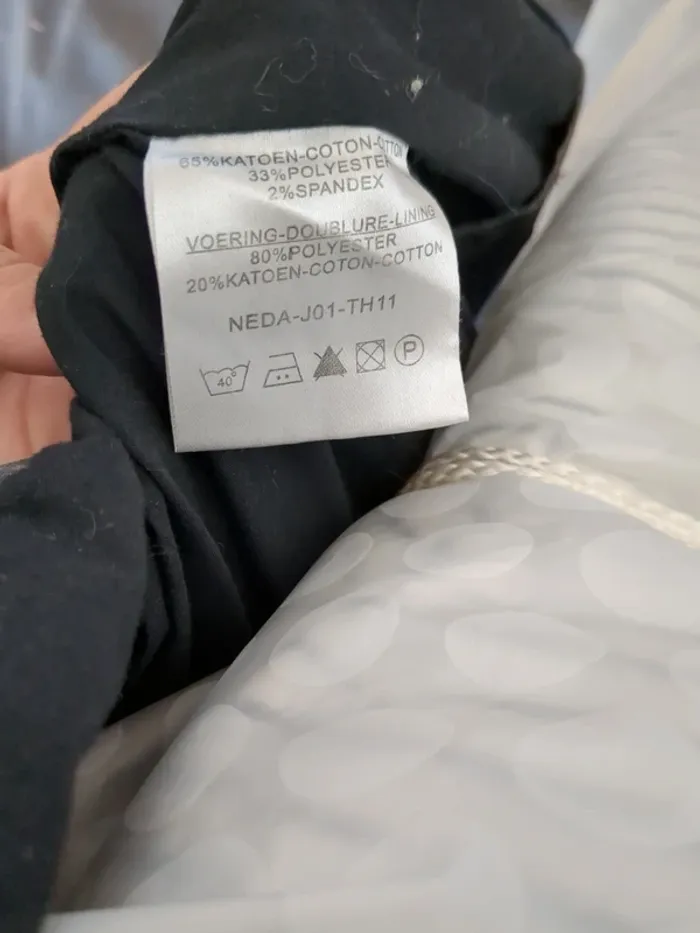 65%KATOEN-COTON-COTTON
33%POLYESTER
2%SPANDEX
VOERING-DOUBLURE-LINING
80%POLYESTER
20%KATOEN-COTON-COTTON
NEDA-J01-TH11
40° P